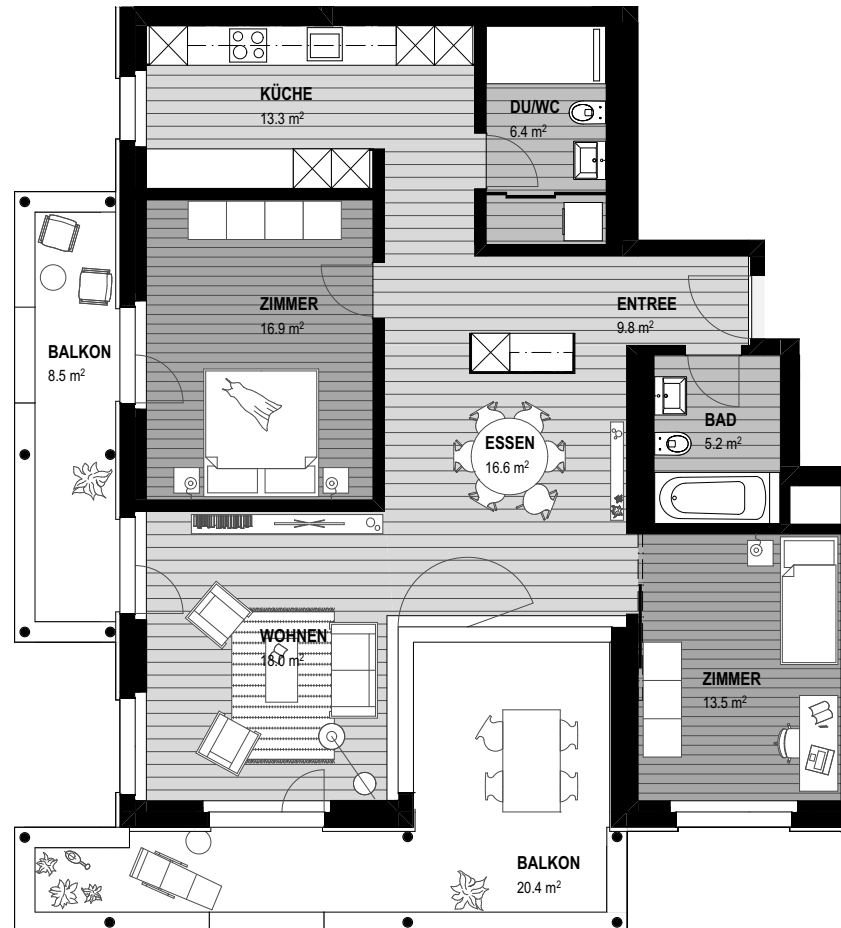 KÜCHE
13.3 m²
DU/WC
6.4 m²
ZIMMER
16.9 m²
ENTREE
9.8 m²
BALKON
8.5 m²
BAD
5.2 m²
ESSEN
16.6 m²
WOHNEN
18.0 m²
ZIMMER
13.5 m²
BALKON
20.4 m²